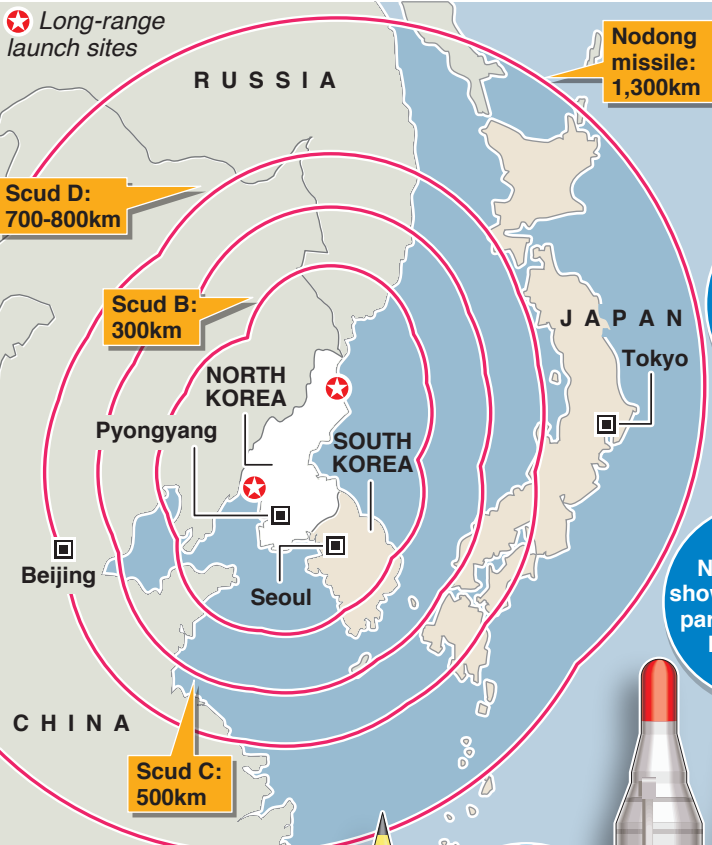 Long-range
launch sites
RUSSIA
Nodong
missile:
1,300km
Scud D:
700-800km
Scud B:
300km
JAPAN
Tokyo
NORTH
KOREA
Pyongyang
SOUTH
KOREA
Beijing
Seoul
CHINA
Scud C:
500km